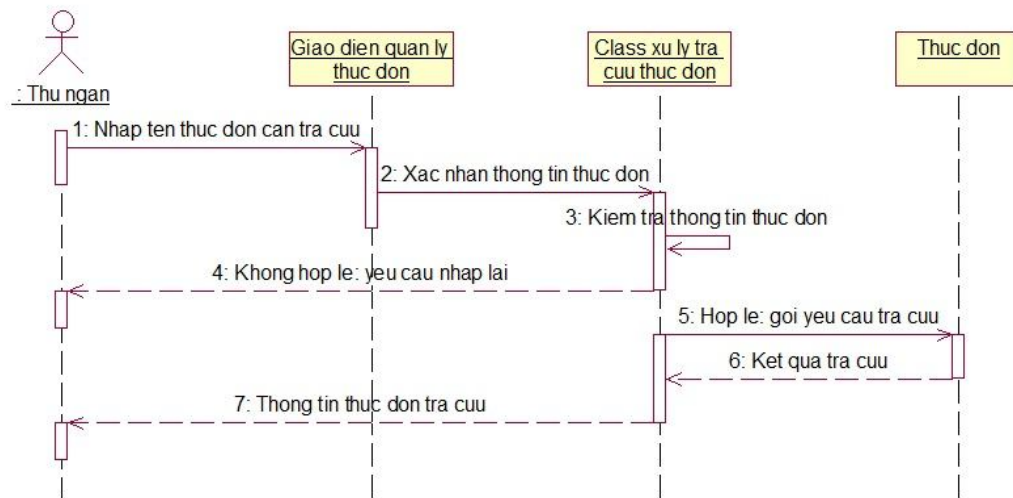 : Thu ngan
Giao dien quan ly
thuc don
Class xu ly tra
cuu thuc don
Thuc don
1: Nhap ten thuc don can tra cuu
2: Xac nhan thong tin thuc don
3: Kiem tra thong tin thuc don
4: Khong hop le: yeu cau nhap lai
5: Hop le: goi yeu cau tra cuu
6: Ket qua tra cuu
7: Thong tin thuc don tra cuu